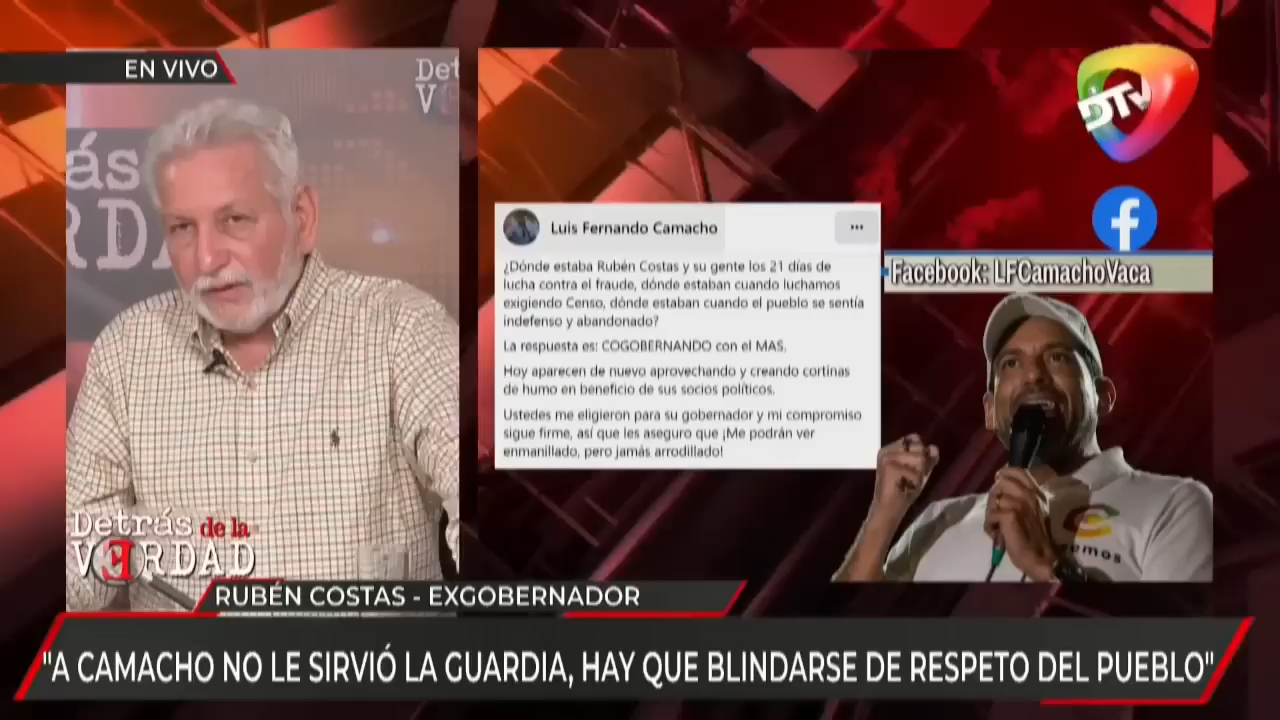 EN VIVO
Det
V
ás
RD
DTV
Luis Fernando Camacho
¿Dónde estaba Rubén Costas y su gente los 21 días de
lucha contra el fraude, dónde estaban cuando luchamos
exigiendo Censo, dónde estaban cuando el pueblo se sentía
indefenso y abandonado?
La respuesta es: COGOBERNANDO con el MAS.
Hoy aparecen de nuevo aprovechando y creando cortinas
de humo en beneficio de sus socios políticos.
Ustedes me eligieron para su gobernador y mi compromiso
sigue firme, así que les aseguro que ¡Me podrán ver
enmanillado, pero jamás arrodillado!
f
Facebook: LFCamachoVaca
emos
Detrás de la
VERDAD
RUBÉN COSTAS - EXGOBERNADOR
"A CAMACHO NO LE SIRVIÓ LA GUARDIA, HAY QUE BLINDARSE DE RESPETO DEL PUEBLO"